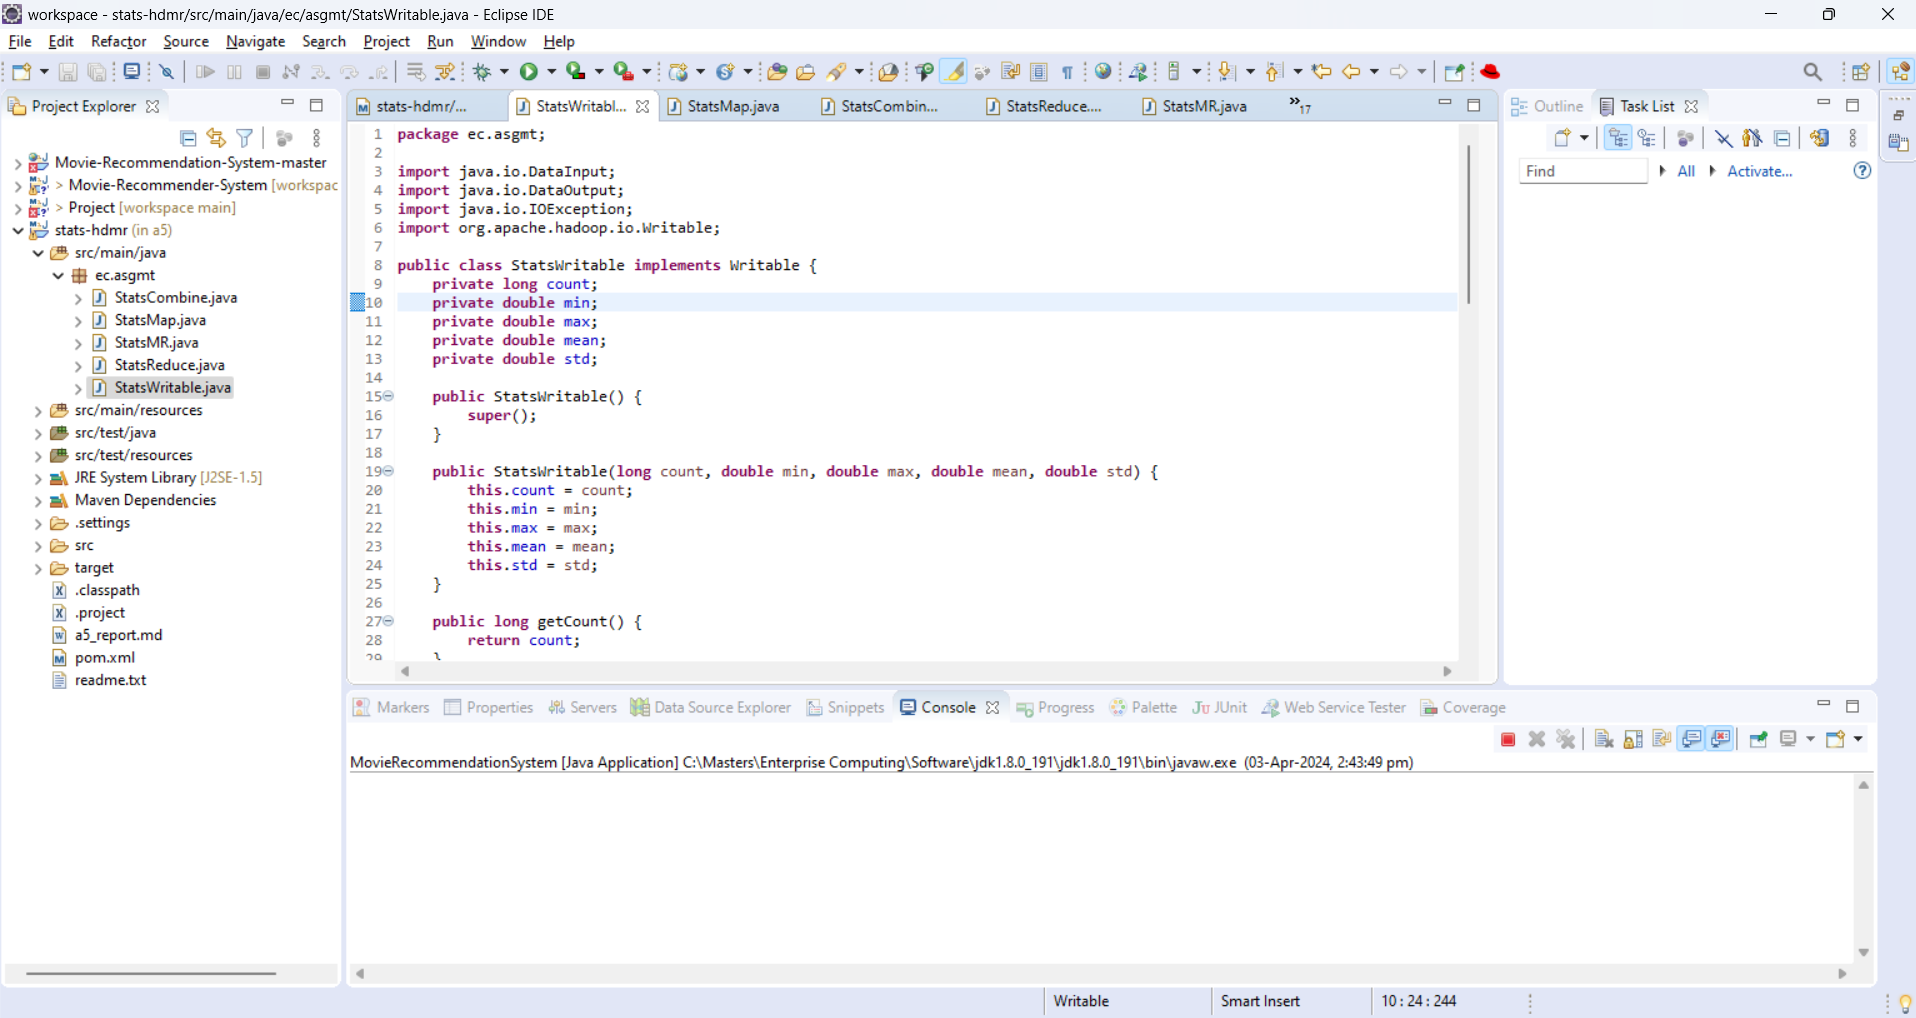 workspace - stats-hdmr/src/main/java/ec/asgmt/StatsWritable.java - Eclipse IDE
File Edit Refactor Source Navigate Search Project Run Window Help
Project Explorer
Movie-Recommendation-System-master
> Movie-Recommender-System [workspac
> Project [workspace main]
stats-hdmr (in a5)
src/main/java
ec.asgmt
StatsCombine.java
StatsMap.java
StatsMR.java
StatsReduce.java
StatsWritable.java
src/main/resources
src/test/java
src/test/resources
JRE System Library [J2SE-1.5]
Maven Dependencies
.settings
src
target
.classpath
.project
a5_report.md
pom.xml
readme.txt
stats-hdmr/... StatsWritabl... StatsMap.java StatsCombin... StatsReduce.... StatsMR.java »17
1 package ec.asgmt;
2
3 import java.io.DataInput;
4 import java.io.DataOutput;
5 import java.io.IOException;
6 import org.apache.hadoop.io.Writable;
7
8 public class StatsWritable implements Writable {
9 private long count;
10 private double min;
11 private double max;
12 private double mean;
13 private double std;
14
15 public StatsWritable() {
16 super();
17 }
18
19 public StatsWritable(long count, double min, double max, double mean, double std) {
20 this.count = count;
21 this.min = min;
22 this.max = max;
23 this.mean = mean;
24 this.std = std;
25 }
26
27 public long getCount() {
28 return count;
29 }
Outline Task List
Find All Activate...
Markers Properties Servers Data Source Explorer Snippets Console Progress Palette Ju JUnit Web Service Tester Coverage
MovieRecommendationSystem [Java Application] C:\Masters\Enterprise Computing\Software\jdk1.8.0_191\jdk1.8.0_191\bin\javaw.exe (03-Apr-2024, 2:43:49 pm)
Writable Smart Insert 10 : 24 : 244